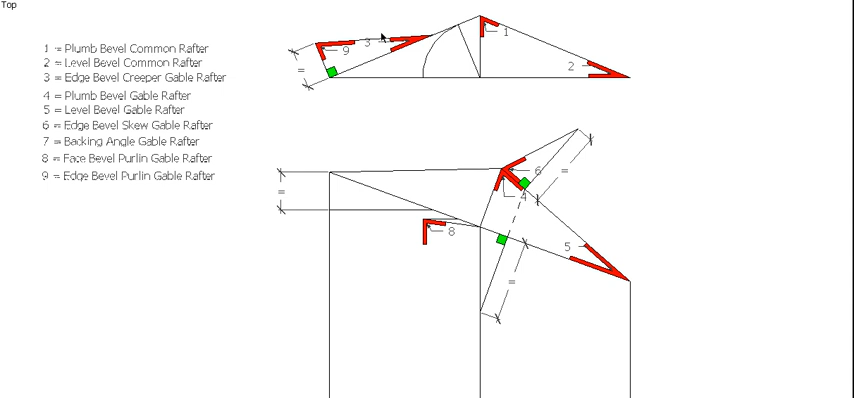 Top
1 = Plumb Bevel Common Rafter
2 = Level Bevel Common Rafter
3 = Edge Bevel Creeper Gable Rafter
4 = Plumb Bevel Gable Rafter
5 = Level Bevel Gable Rafter
6 = Edge Bevel Skew Gable Rafter
7 = Backing Angle Gable Rafter
8 = Face Bevel Purlin Gable Rafter
9 = Edge Bevel Purlin Gable Rafter
1
3
9
=
2
6
=
4
=
5
8
=